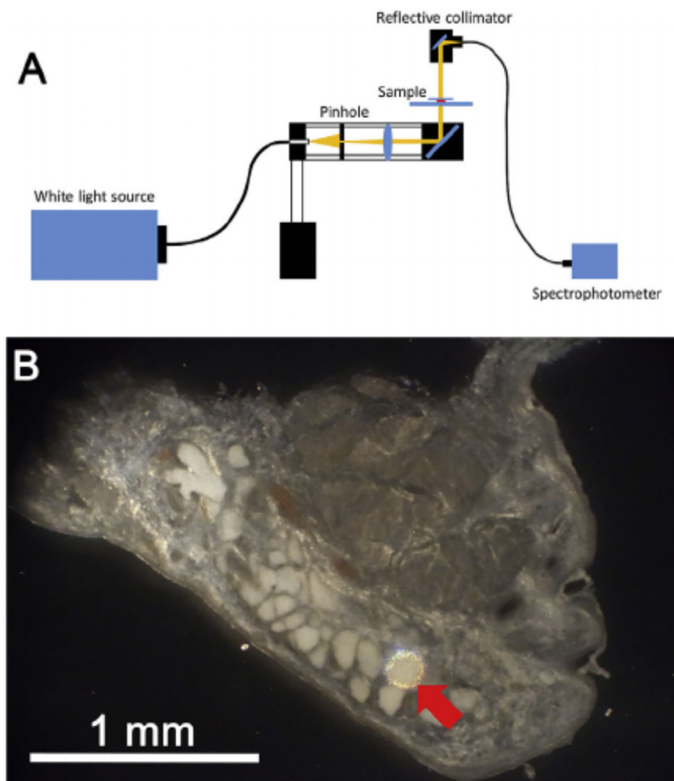 A
Reflective collimator
Sample
Pinhole
White light source
Spectrophotometer
B
1 mm